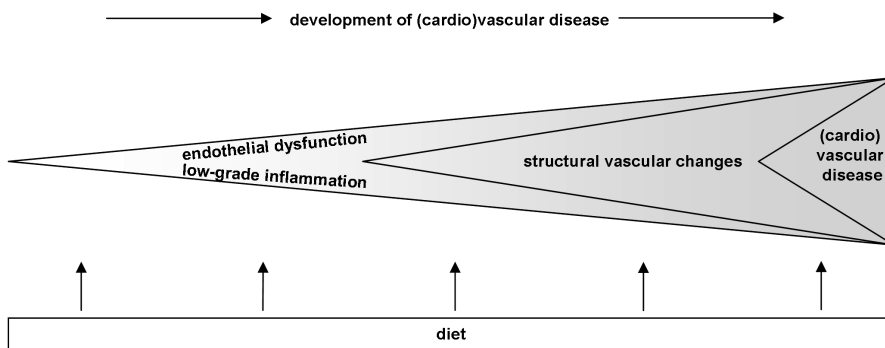 development of (cardio)vascular disease
endothelial dysfunction
low-grade inflammation
structural vascular changes
(cardio)
vascular
disease
diet